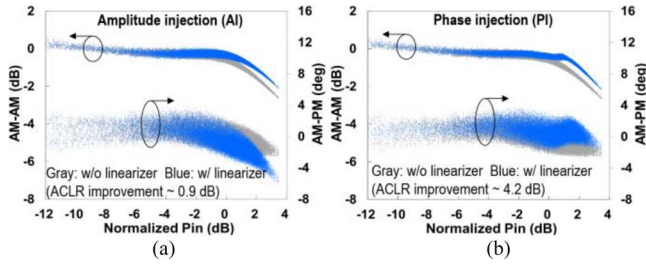 Amplitude injection (AI)
2
0
-2
-4
-6
-8
AM-AM (dB)
16
12
8
4
0
-4
-8
AM-PM (deg)
Gray: w/o linearizer Blue: w/ linearizer
(ACLR improvement ~ 0.9 dB)
-12 -10 -8 -6 -4 -2 0 2 4
Normalized Pin (dB)
(a)
Phase injection (PI)
2
0
-2
-4
-6
-8
AM-AM (dB)
16
12
8
4
0
-4
-8
AM-PM (deg)
Gray: w/o linearizer Blue: w/ linearizer
(ACLR improvement ~ 4.2 dB)
-12 -10 -8 -6 -4 -2 0 2 4
Normalized Pin (dB)
(b)